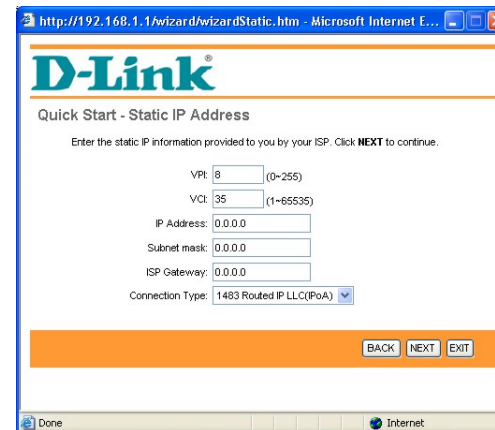 http://192.168.1.1/wizard/wizardStatic.htm - Microsoft Internet E...
D-Link®
Quick Start - Static IP Address
Enter the static IP information provided to you by your ISP. Click NEXT to continue.
VPI: 8 (0~255)
VCI: 35 (1~65535)
IP Address: 0.0.0.0
Subnet mask: 0.0.0.0
ISP Gateway: 0.0.0.0
Connection Type: 1483 Routed IP LLC(IPoA)
BACK NEXT EXIT
Done Internet